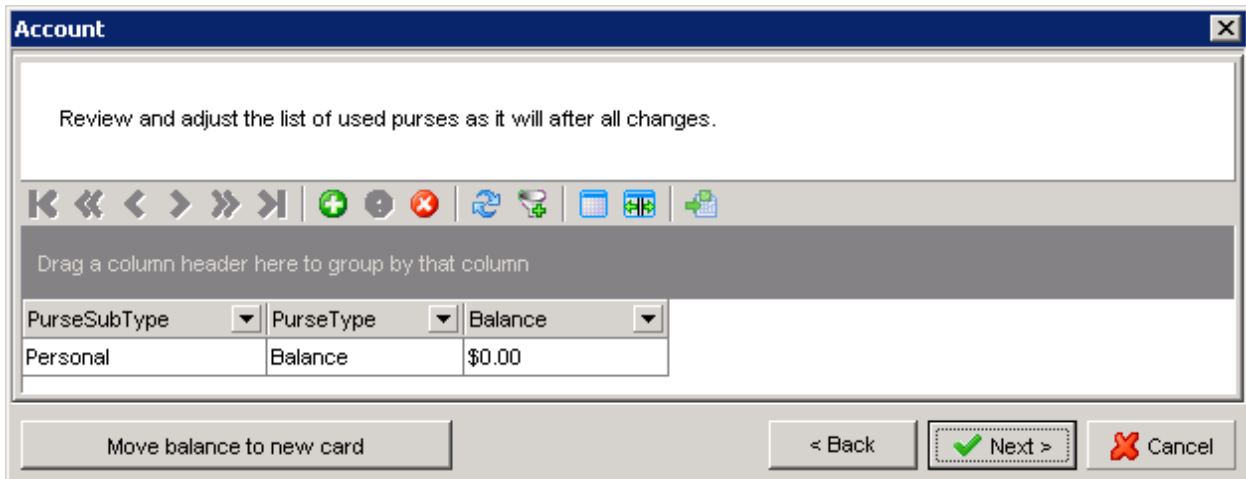 Account
Review and adjust the list of used purses as it will after all changes.
Drag a column header here to group by that column
PurseSubType PurseType Balance
Personal Balance $0.00
Move balance to new card < Back Next > Cancel